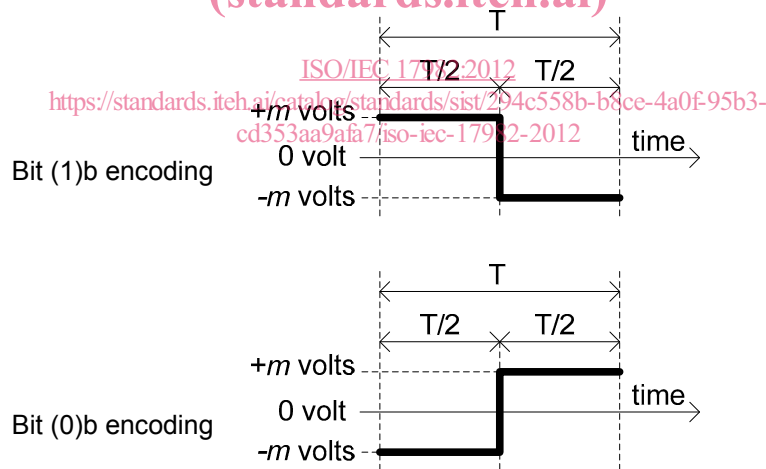 (standards.iteh.ai)
T
ISO/IEC 17982:2012
T/2 T/2
https://standards.iteh.ai/catalog/standards/sist/294c558b-b8ce-4a0f-95b3-
+m volts
cd353aa9afa7/iso-iec-17982-2012
0 volt
time
Bit (1)b encoding
-m volts
T
T/2 T/2
+m volts
time
0 volt
Bit (0)b encoding
-m volts